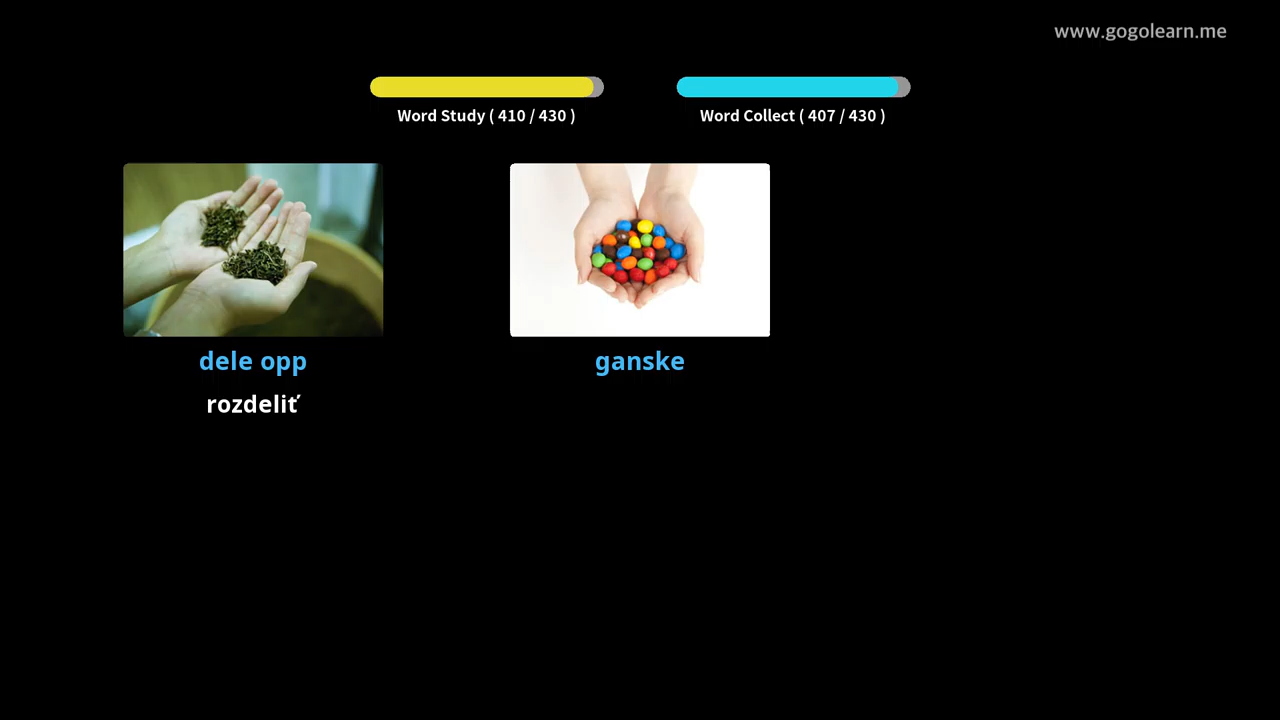 www.gogolearn.me
Word Study ( 410 / 430 )
Word Collect ( 407 / 430 )
dele opp
ganske
rozdeliť